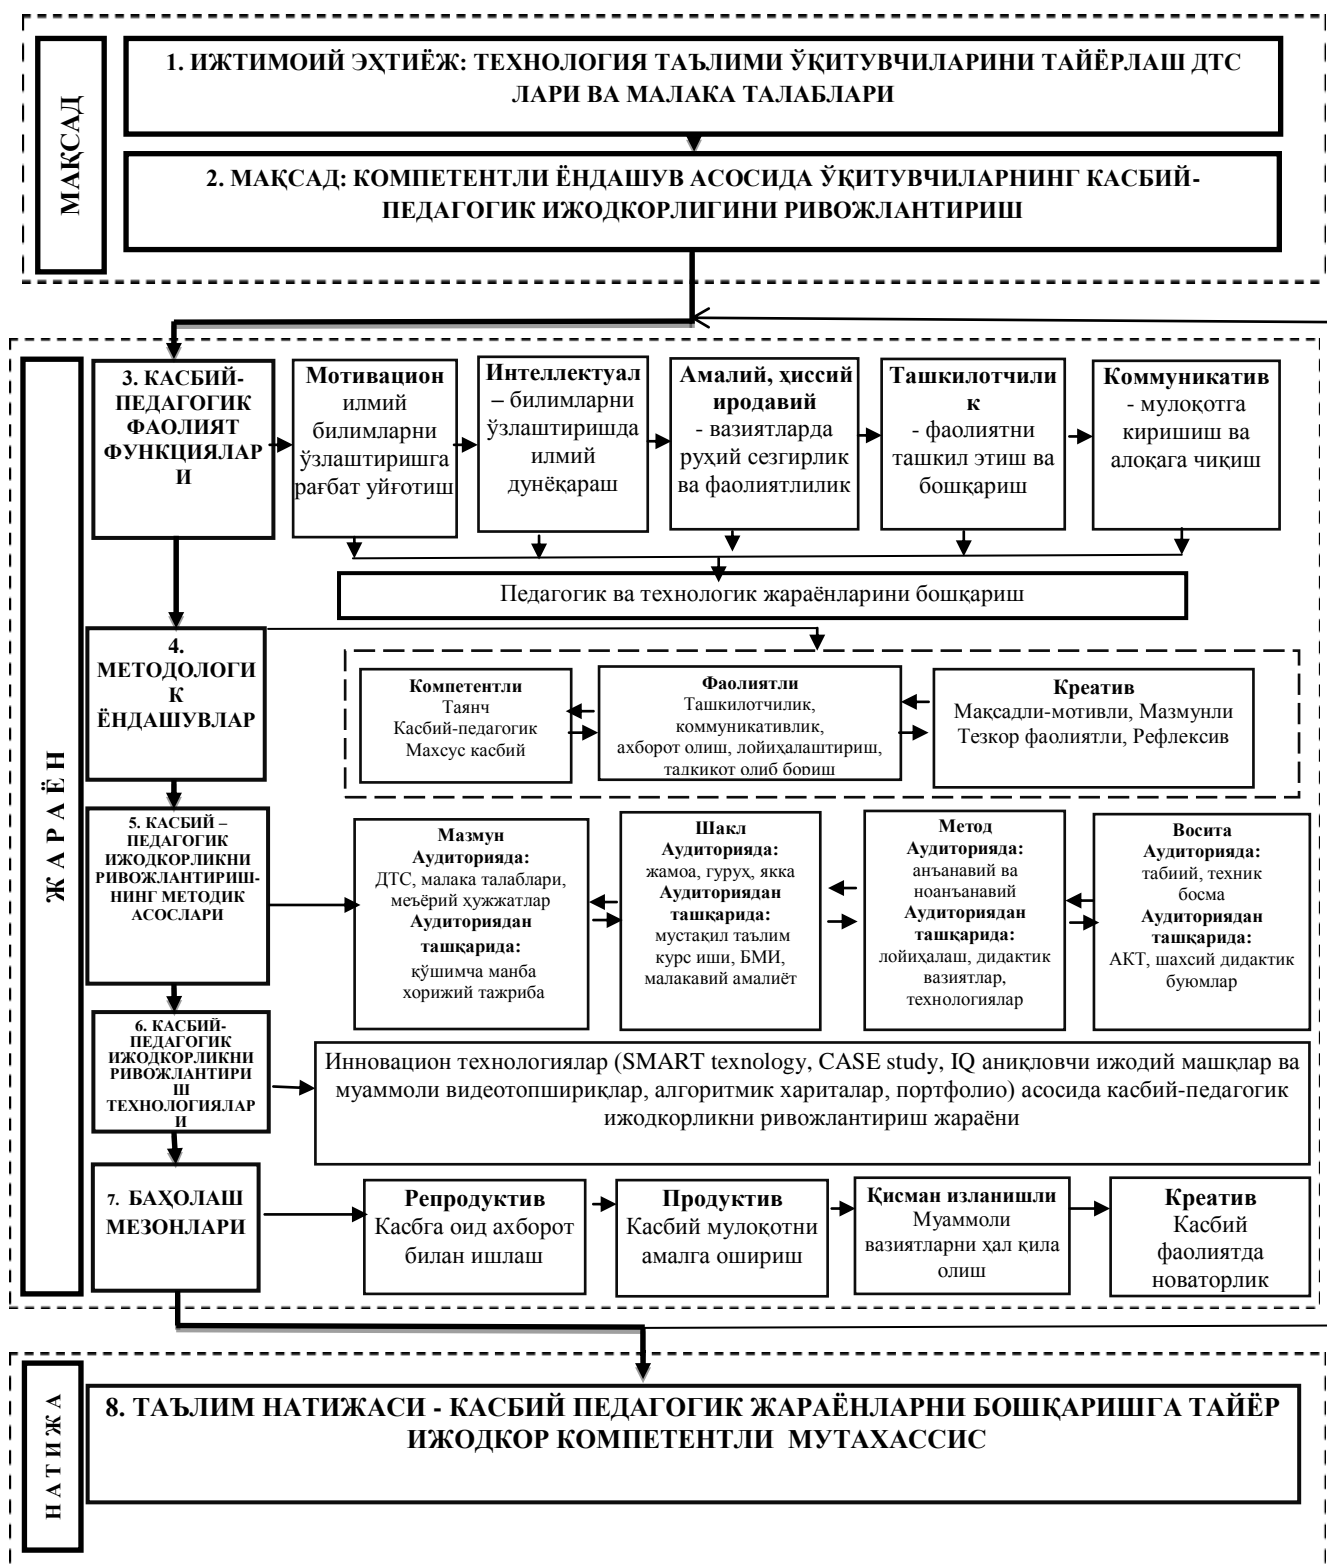 МАҚСАД
1. ИЖТИМОИЙ ЭҲТИЁЖ: ТЕХНОЛОГИЯ ТАЪЛИМИ ЎҚИТУВЧИЛАРИНИ ТАЙЁРЛАШ ДТС
ЛАРИ ВА МАЛАКА ТАЛАБЛАРИ
2. МАҚСАД: КОМПЕТЕНТЛИ ЁНДАШУВ АСОСИДА ЎҚИТУВЧИЛАРНИНГ КАСБИЙ-
ПЕДАГОГИК ИЖОДКОРЛИГИНИ РИВОЖЛАНТИРИШ
ЖАРАЁН
3. КАСБИЙ-
ПЕДАГОГИК
ФАОЛИЯТ
ФУНКЦИЯЛАР
И
Мотивацион
илмий
билимларни
ўзлаштиришга
рағбат уйғотиш
Интеллектуал
– билимларни
ўзлаштиришда
илмий
дунёқараш
Амалий, ҳиссий
иродавий
- вазиятларда
руҳий сезгирлик
ва фаолиятлилик
Ташкилотчили
к
- фаолиятни
ташкил этиш ва
бошқариш
Коммуникатив
- мулоқотга
киришиш ва
алоқага чиқиш
Педагогик ва технологик жараёнларини бошқариш
4.
МЕТОДОЛОГИ
К
ЁНДАШУВЛАР
Компетентли
Таянч
Касбий-педагогик
Махсус касбий
Фаолиятли
Ташкилотчилик,
коммуникативлик,
ахборот олиш, лойиҳалаштириш,
тадқиқот олиб бориш
Креатив
Мақсадли-мотивли, Мазмунли
Тезкор фаолиятли, Рефлексив
5. КАСБИЙ –
ПЕДАГОГИК
ИЖОДКОРЛИКНИ
РИВОЖЛАНТИРИШ-
НИНГ МЕТОДИК
АСОСЛАРИ
Мазмун
Аудиторияда:
ДТС, малака талаблари,
меъёрий ҳужжатлар
Аудиториядан
ташқарида:
қўшимча манба
хорижий тажриба
Шакл
Аудиторияда:
жамоа, гуруҳ, якка
Аудиториядан
ташқарида:
мустақил таълим
курс иши, БМИ,
малакавий амалиёт
Метод
Аудиторияда:
анъанавий ва
ноанъанавий
Аудиториядан
ташқарида:
лойиҳалаш, дидактик
вазиятлар,
технологиялар
Восита
Аудиторияда:
табиий, техник
босма
Аудиториядан
ташқарида:
АКТ, шахсий дидактик
буюмлар
6. КАСБИЙ-
ПЕДАГОГИК
ИЖОДКОРЛИКНИ
РИВОЖЛАНТИРИ
Ш
ТЕХНОЛОГИЯЛАР
И
Инновацион технологиялар (SMART texnology, CASE study, IQ аниқловчи ижодий машқлар ва
муаммоли видеотопшириқлар, алгоритмик хариталар, портфолио) асосида касбий-педагогик
ижодкорликни ривожлантириш жараёни
7. БАҲОЛАШ
МЕЗОНЛАРИ
Репродуктив
Касбга оид ахборот
билан ишлаш
Продуктив
Касбий мулоқотни
амалга ошириш
Қисман изланишли
Муаммоли
вазиятларни ҳал қила
олиш
Креатив
Касбий
фаолиятда
новаторлик
НАТИЖА
8. ТАЪЛИМ НАТИЖАСИ - КАСБИЙ ПЕДАГОГИК ЖАРАЁНЛАРНИ БОШҚАРИШГА ТАЙЁР
ИЖОДКОР КОМПЕТЕНТЛИ МУТАХАССИС